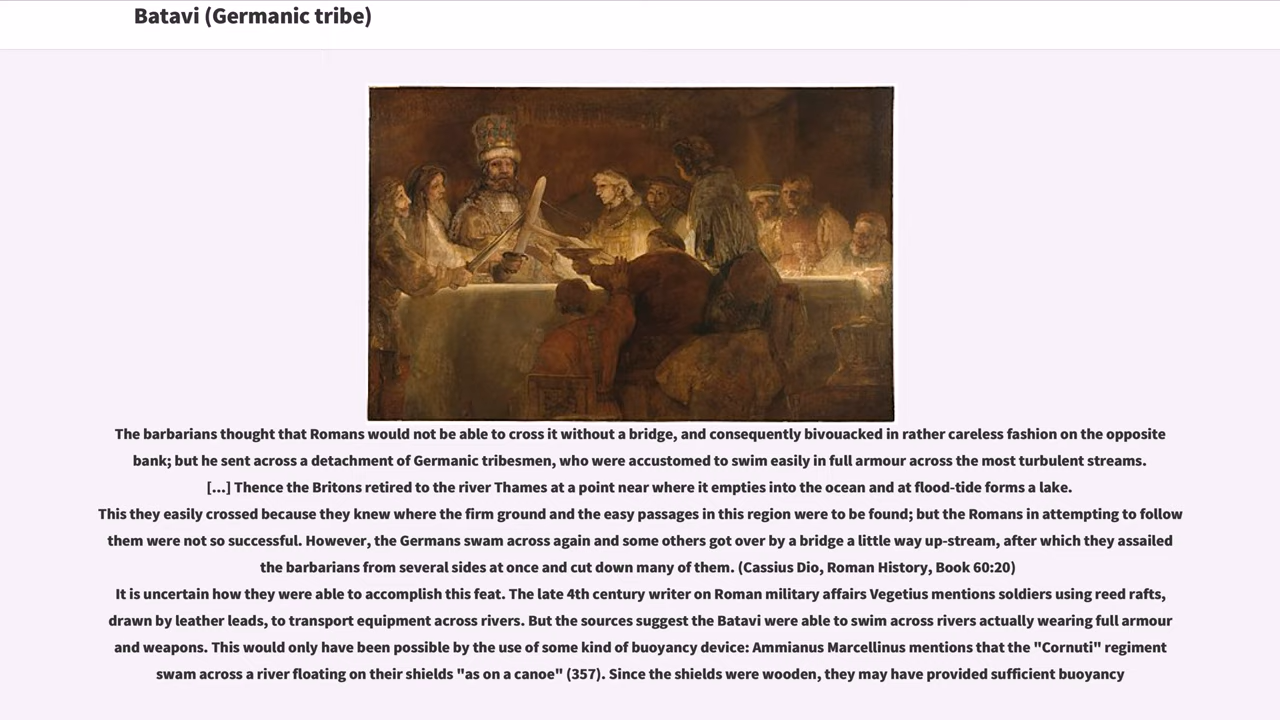 Batavi (Germanic tribe)
The barbarians thought that Romans would not be able to cross it without a bridge, and consequently bivouacked in rather careless fashion on the opposite
bank; but he sent across a detachment of Germanic tribesmen, who were accustomed to swim easily in full armour across the most turbulent streams.
[...] Thence the Britons retired to the river Thames at a point near where it empties into the ocean and at flood-tide forms a lake.
This they easily crossed because they knew where the firm ground and the easy passages in this region were to be found; but the Romans in attempting to follow
them were not so successful. However, the Germans swam across again and some others got over by a bridge a little way up-stream, after which they assailed
the barbarians from several sides at once and cut down many of them. (Cassius Dio, Roman History, Book 60:20)
It is uncertain how they were able to accomplish this feat. The late 4th century writer on Roman military affairs Vegetius mentions soldiers using reed rafts,
drawn by leather leads, to transport equipment across rivers. But the sources suggest the Batavi were able to swim across rivers actually wearing full armour
and weapons. This would only have been possible by the use of some kind of buoyancy device: Ammianus Marcellinus mentions that the "Cornuti" regiment
swam across a river floating on their shields "as on a canoe" (357). Since the shields were wooden, they may have provided sufficient buoyancy